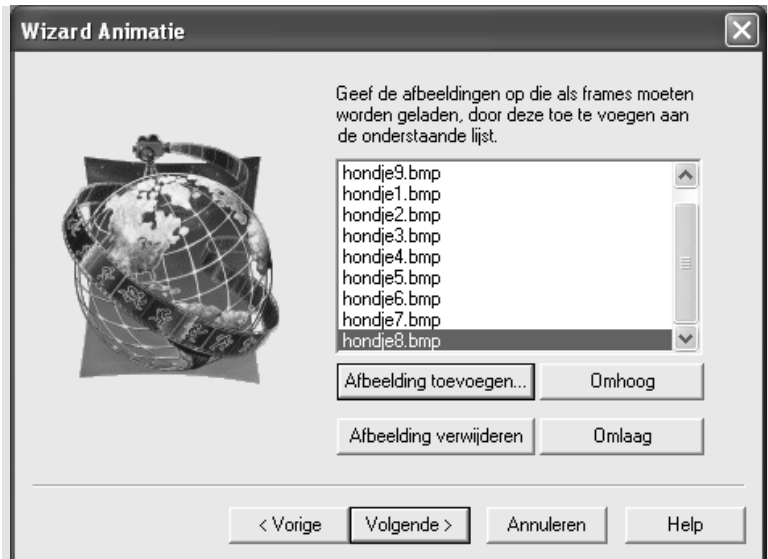 Wizard Animatie
Geef de afbeeldingen op die als frames moeten
worden geladen, door deze toe te voegen aan
de onderstaande lijst.
hondje9.bmp
hondje1.bmp
hondje2.bmp
hondje3.bmp
hondje4.bmp
hondje5.bmp
hondje6.bmp
hondje7.bmp
hondje8.bmp
Afbeelding toevoegen... Omhoog
Afbeelding verwijderen Omlaag
< Vorige Volgende > Annuleren Help